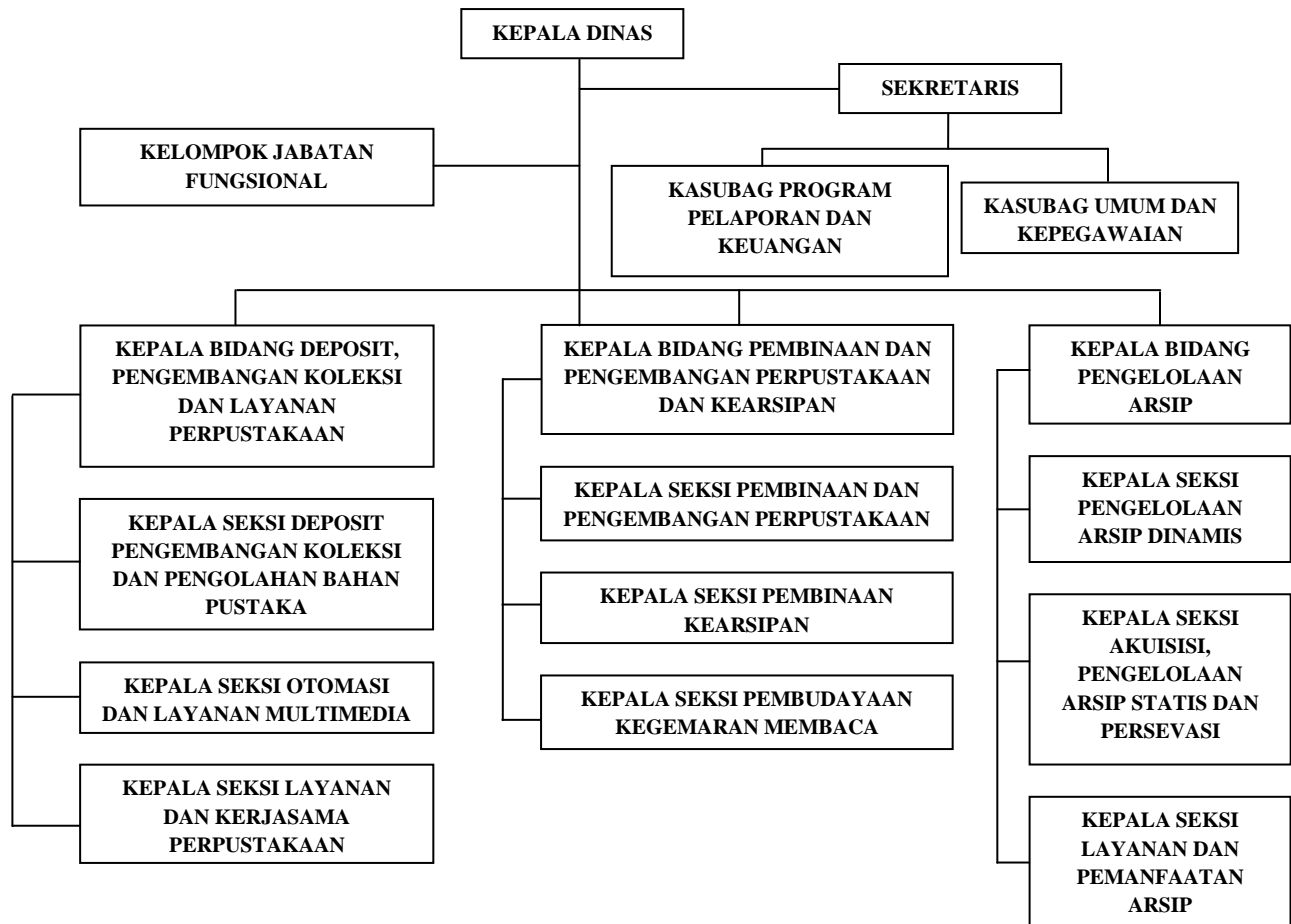 KEPALA DINAS
SEKRETARIS
KELOMPOK JABATAN
FUNGSIONAL
KASUBAG PROGRAM
PELAPORAN DAN
KEUANGAN
KASUBAG UMUM DAN
KEPEGAWAIAN
KEPALA BIDANG DEPOSIT,
PENGEMBANGAN KOLEKSI
DAN LAYANAN
PERPUSTAKAAN
KEPALA SEKSI DEPOSIT
PENGEMBANGAN KOLEKSI
DAN PENGOLAHAN BAHAN
PUSTAKA
KEPALA SEKSI OTOMASI
DAN LAYANAN MULTIMEDIA
KEPALA SEKSI LAYANAN
DAN KERJASAMA
PERPUSTAKAAN
KEPALA BIDANG PEMBINAAN DAN
PENGEMBANGAN PERPUSTAKAAN
DAN KEARSIPAN
KEPALA SEKSI PEMBINAAN DAN
PENGEMBANGAN PERPUSTAKAAN
KEPALA SEKSI PEMBINAAN
KEARSIPAN
KEPALA SEKSI PEMBUDAYAAN
KEGEMARAN MEMBACA
KEPALA BIDANG
PENGELOLAAN
ARSIP
KEPALA SEKSI
PENGELOLAAN
ARSIP DINAMIS
KEPALA SEKSI
AKUISISI,
PENGELOLAAN
ARSIP STATIS DAN
PERSEVASI
KEPALA SEKSI
LAYANAN DAN
PEMANFAATAN
ARSIP